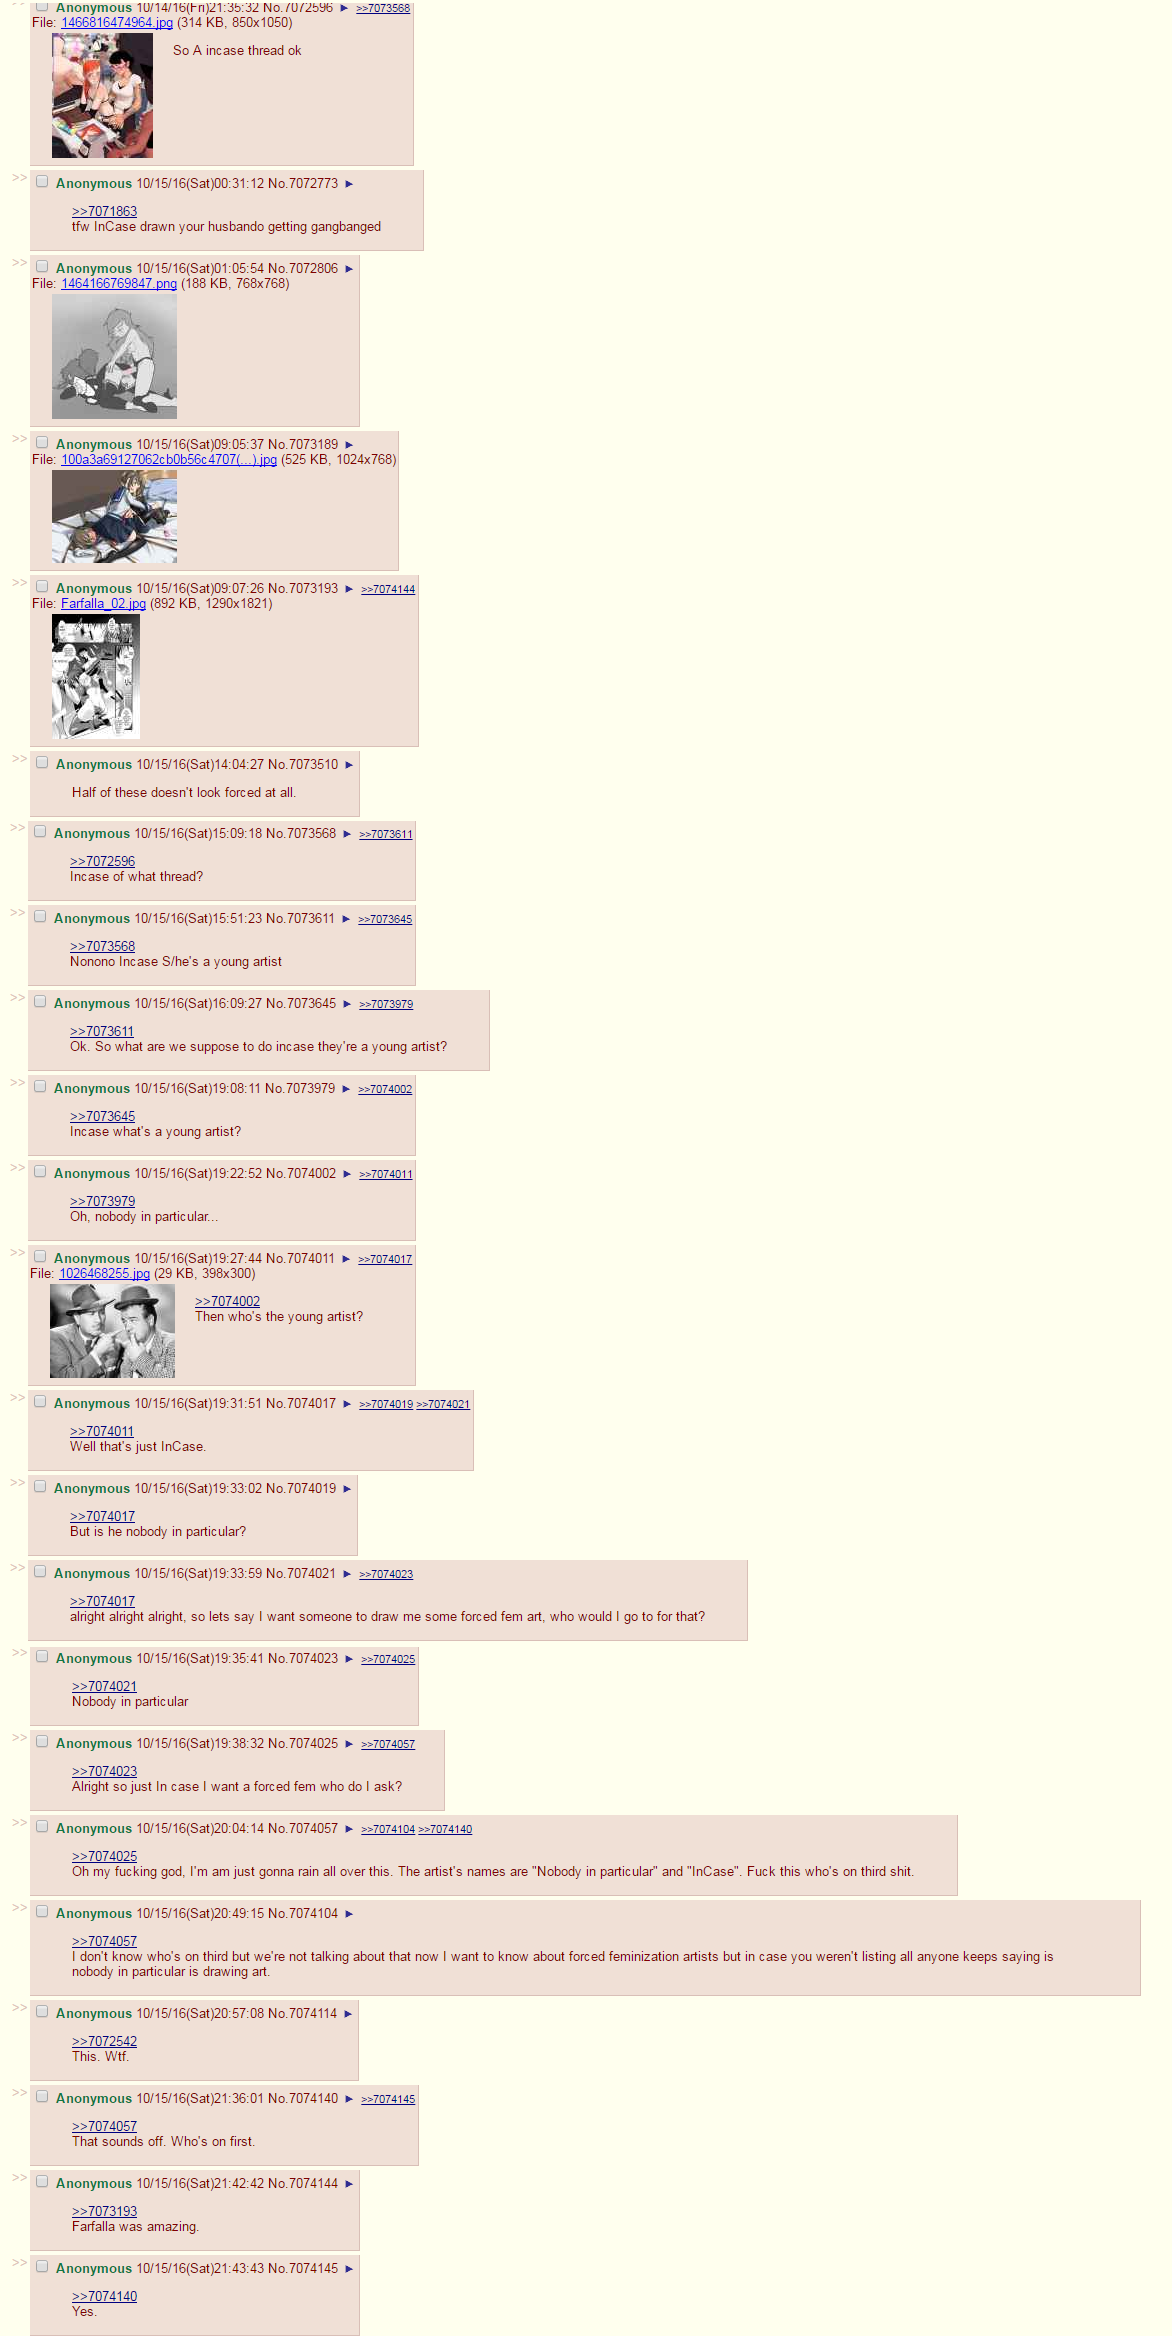 Anonymous 10/14/16(Fri)21:35:32 No.7072596 ► >>7073568
File: 1466816474964.jpg (314 KB, 850x1050)
So A incase thread ok
>> Anonymous 10/15/16(Sat)00:31:12 No.7072773 ►
>>7071863
tfw InCase drawn your husbando getting gangbanged
>> Anonymous 10/15/16(Sat)01:05:54 No.7072806 ►
File: 1464166769847.png (188 KB, 768x768)
>> Anonymous 10/15/16(Sat)09:05:37 No.7073189 ►
File: 100a3a69127062cb0b56c4707(...).jpg (525 KB, 1024x768)
>> Anonymous 10/15/16(Sat)09:07:26 No.7073193 ► >>7074144
File: Farfalla_02.jpg (892 KB, 1290x1821)
>> Anonymous 10/15/16(Sat)14:04:27 No.7073510 ►
Half of these doesn't look forced at all.
>> Anonymous 10/15/16(Sat)15:09:18 No.7073568 ► >>7073611
>>7072596
Incase of what thread?
>> Anonymous 10/15/16(Sat)15:51:23 No.7073611 ► >>7073645
>>7073568
Nonono Incase S/he's a young artist
>> Anonymous 10/15/16(Sat)16:09:27 No.7073645 ► >>7073979
>>7073611
Ok. So what are we suppose to do incase they're a young artist?
>> Anonymous 10/15/16(Sat)19:08:11 No.7073979 ► >>7074002
>>7073645
Incase what's a young artist?
>> Anonymous 10/15/16(Sat)19:22:52 No.7074002 ► >>7074011
>>7073979
Oh, nobody in particular...
>> Anonymous 10/15/16(Sat)19:27:44 No.7074011 ► >>7074017
File: 1026468255.jpg (29 KB, 398x300)
>>7074002
Then who's the young artist?
>> Anonymous 10/15/16(Sat)19:31:51 No.7074017 ► >>7074019 >>7074021
>>7074011
Well that's just InCase.
>> Anonymous 10/15/16(Sat)19:33:02 No.7074019 ►
>>7074017
But is he nobody in particular?
>> Anonymous 10/15/16(Sat)19:33:59 No.7074021 ► >>7074023
>>7074017
alright alright alright, so lets say I want someone to draw me some forced fem art, who would I go to for that?
>> Anonymous 10/15/16(Sat)19:35:41 No.7074023 ► >>7074025
>>7074021
Nobody in particular
>> Anonymous 10/15/16(Sat)19:38:32 No.7074025 ► >>7074057
>>7074023
Alright so just In case I want a forced fem who do I ask?
>> Anonymous 10/15/16(Sat)20:04:14 No.7074057 ► >>7074104 >>7074140
>>7074025
Oh my fucking god, I'm am just gonna rain all over this. The artist's names are "Nobody in particular" and "InCase". Fuck this who's on third shit.
>> Anonymous 10/15/16(Sat)20:49:15 No.7074104 ►
>>7074057
I don't know who's on third but we're not talking about that now I want to know about forced feminization artists but in case you weren't listing all anyone keeps saying is
nobody in particular is drawing art.
>> Anonymous 10/15/16(Sat)20:57:08 No.7074114 ►
>>7072542
This. Wtf.
>> Anonymous 10/15/16(Sat)21:36:01 No.7074140 ► >>7074145
>>7074057
That sounds off. Who's on first.
>> Anonymous 10/15/16(Sat)21:42:42 No.7074144 ►
>>7073193
Farfalla was amazing.
>> Anonymous 10/15/16(Sat)21:43:43 No.7074145 ►
>>7074140
Yes.